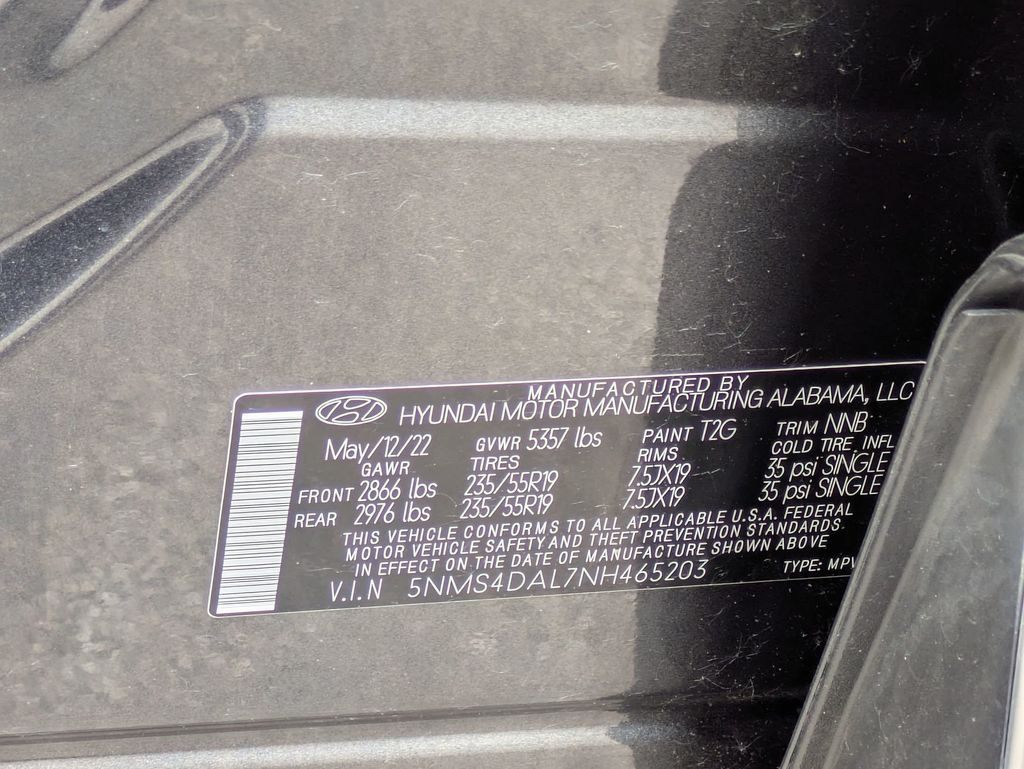 MANUFACTURED BY
HYUNDAI MOTOR MANUFACTURING ALABAMA, LLC
May/12/22 GVWR 5357 lbs PAINT T2G TRIM NNB
GAWR TIRES RIMS COLD TIRE. INFL
FRONT 2866 lbs 235/55R19 7.5JX19 35 psi SINGLE
REAR 2976 lbs 235/55R19 7.5JX19 35 psi SINGLE
THIS VEHICLE CONFORMS TO ALL APPLICABLE U.S.A. FEDERAL
MOTOR VEHICLE SAFETY AND THEFT PREVENTION STANDARDS
IN EFFECT ON THE DATE OF MANUFACTURE SHOWN ABOVE
V.I.N 5NMS4DAL7NH465203 TYPE: MPV